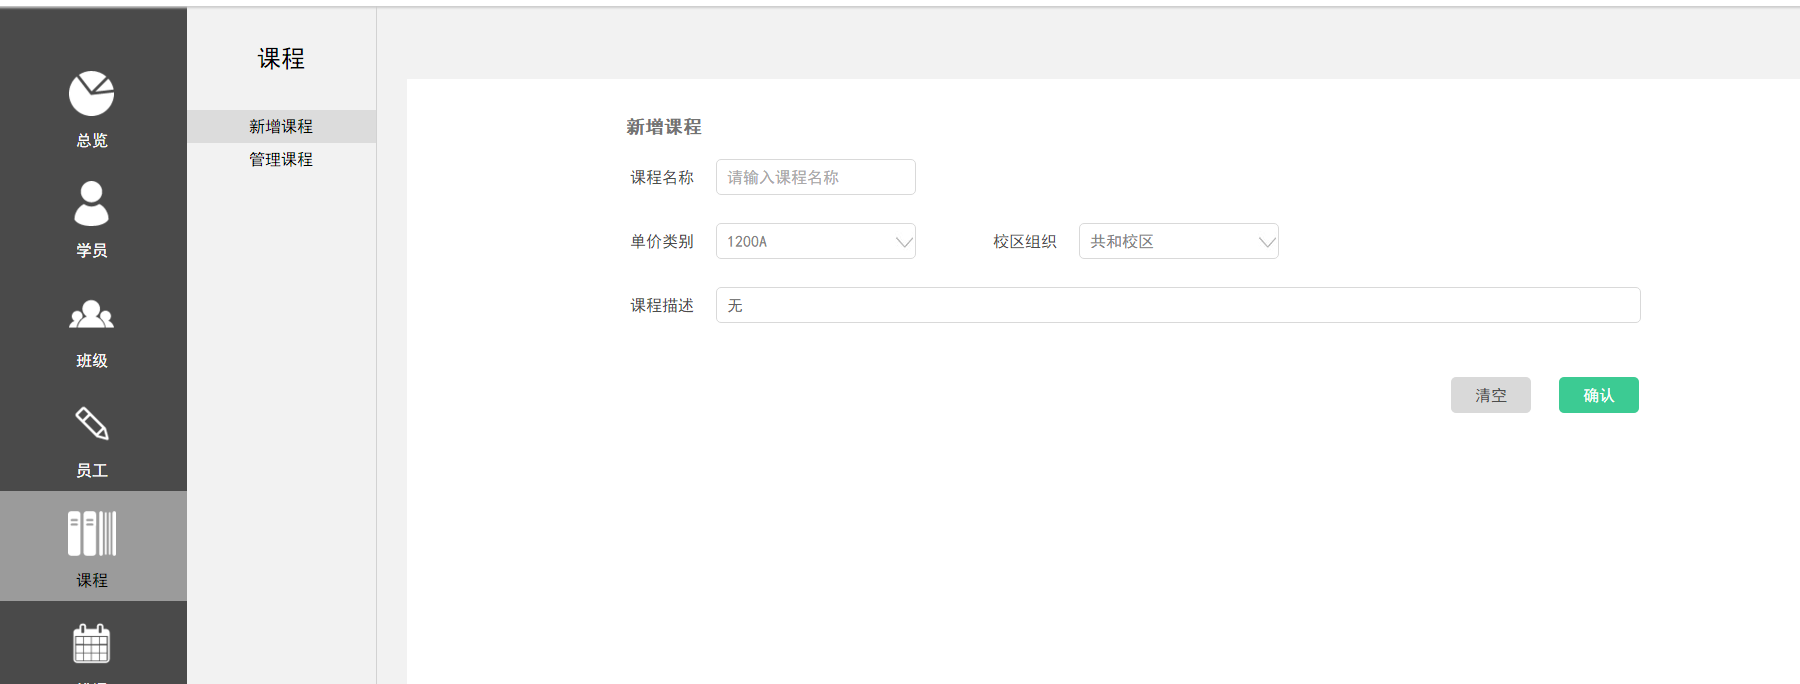 总览
学员
班级
员工
课程
课程
新增课程
管理课程
新增课程
课程名称 请输入课程名称
单价类别 1200A 校区组织 共和校区
课程描述 无
清空 确认